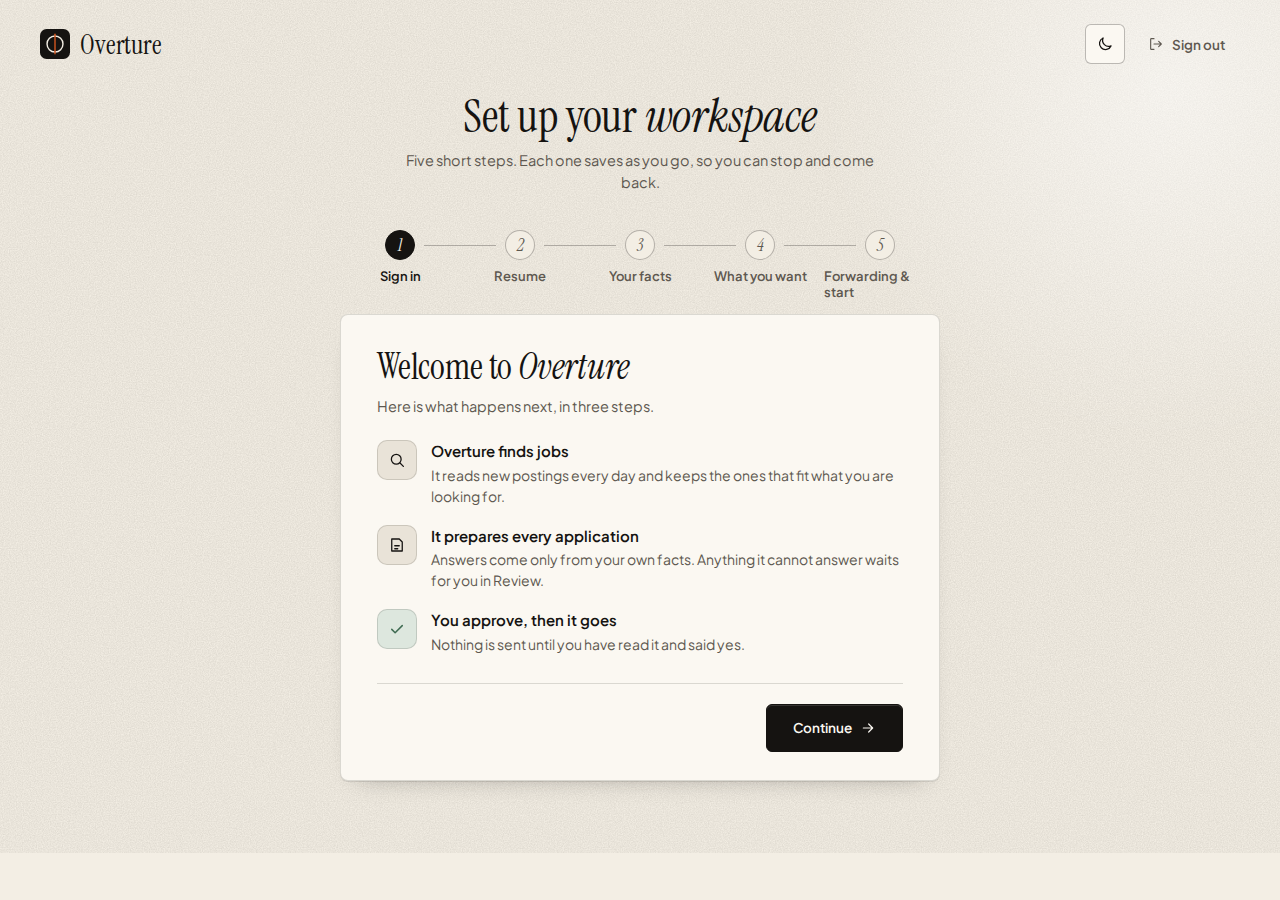 Overture
Sign out
Set up your workspace
Five short steps. Each one saves as you go, so you can stop and come
back.
1
2
3
4
5
Sign in
Resume
Your facts
What you want
Forwarding &
start
Welcome to Overture
Here is what happens next, in three steps.
Overture finds jobs
It reads new postings every day and keeps the ones that fit what you are
looking for.
It prepares every application
Answers come only from your own facts. Anything it cannot answer waits
for you in Review.
You approve, then it goes
Nothing is sent until you have read it and said yes.
Continue